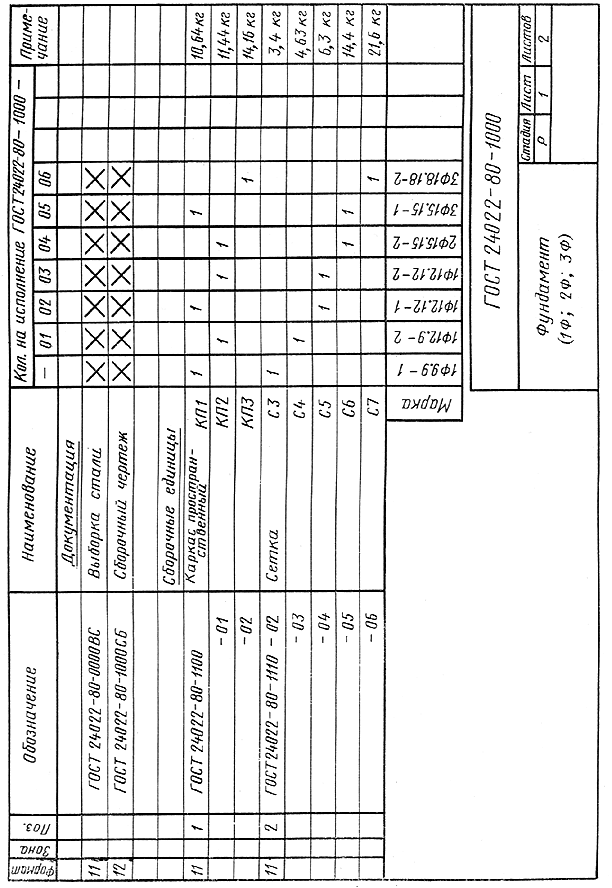 Формат Зона Поз. Обозначение Наименование Кол. на исполнение ГОСТ 24022-80-1000- Приме-
чание
— 01 02 03 04 05 06
Документация
11 ГОСТ 24022-80-0000ВС Выборка стали X X X X X X X
12 ГОСТ 24022-80-1000СБ Сборочный чертеж X X X X X X X
Сборочные единицы
11 1 ГОСТ 24022-80-1100 Каркас простран-
ственный КП1 1 1 1 10,64 кг
-01 КП2 1 1 1 11,44 кг
-02 КП3 1 14,16 кг
11 2 ГОСТ 24022-80-1110-02 Сетка С3 1 3,4 кг
-03 С4 1 4,63 кг
-04 С5 1 1 6,3 кг
-05 С6 1 1 14,4 кг
-06 С7 1 21,6 кг
Марка 1Ф9.9-1 1Ф12.9-2 1Ф12.12-1 1Ф12.12-2 2Ф15.15-2 3Ф15.15-1 3Ф18.18-2
ГОСТ 24022-80-1000
Фундамент
(1Ф; 2Ф; 3Ф)
Стадия Лист Листов
Р 1 2